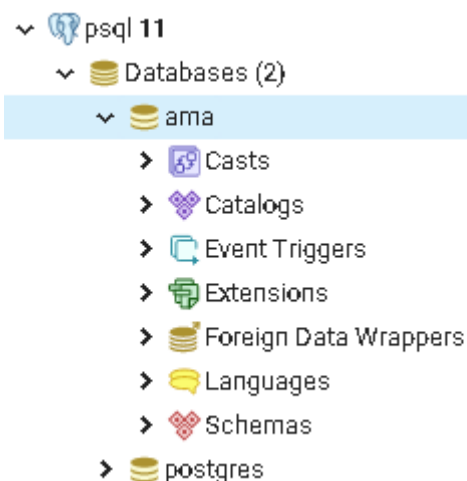 psql 11
Databases (2)
ama
Casts
Catalogs
Event Triggers
Extensions
Foreign Data Wrappers
Languages
Schemas
postgres